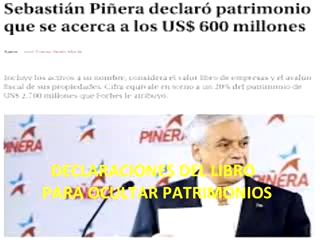 Sebastián Piñera declaró patrimonio
que se acerca a los US$ 600 millones
Incluye los activos a su nombre, considera el valor libro de empresas y el avalúo
fiscal de sus propiedades. Cifra equivale en torno a un 20% del patrimonio de
US$ 2.700 millones que Forbes le atribuyó.
PIÑERA
PIÑERA
PIÑERA
DECLARACIONES DEL LIBRO
PARA OCULTAR PATRIMONIOS